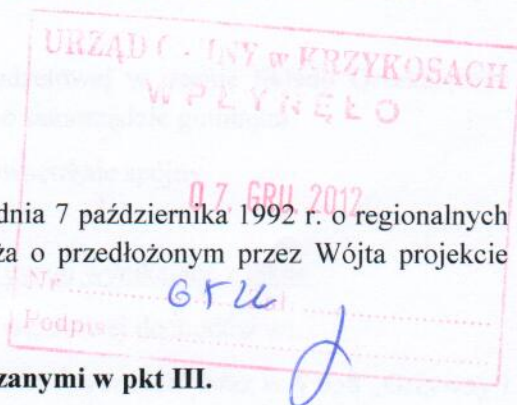 URZĄD GMINY w KRZYKOSACH
WPŁYNĘŁO
07. GRU. 2012
dnia 7 października 1992 r. o regionalnych
ża o przedłożonym przez Wójta projekcie
Nr
Podpis
zanymi w pkt III.